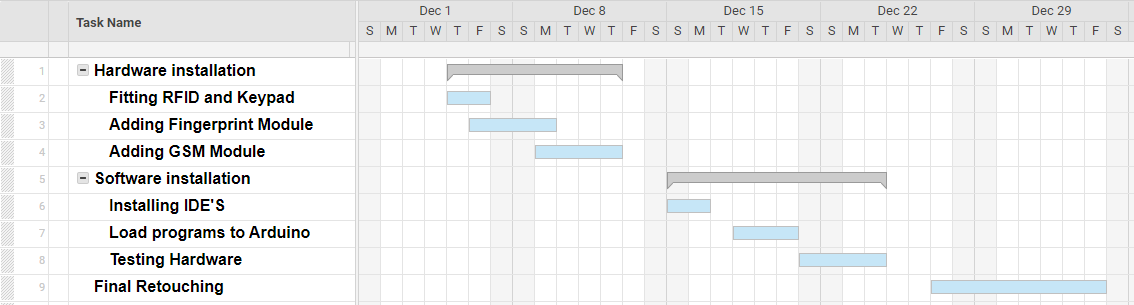 Task Name
Dec 1 Dec 8 Dec 15 Dec 22 Dec 29
S M T W T F S S M T W T F S S M T W T F S S M T W T F S S M T W T F S
1 Hardware installation
2 Fitting RFID and Keypad
3 Adding Fingerprint Module
4 Adding GSM Module
5 Software installation
6 Installing IDE'S
7 Load programs to Arduino
8 Testing Hardware
9 Final Retouching